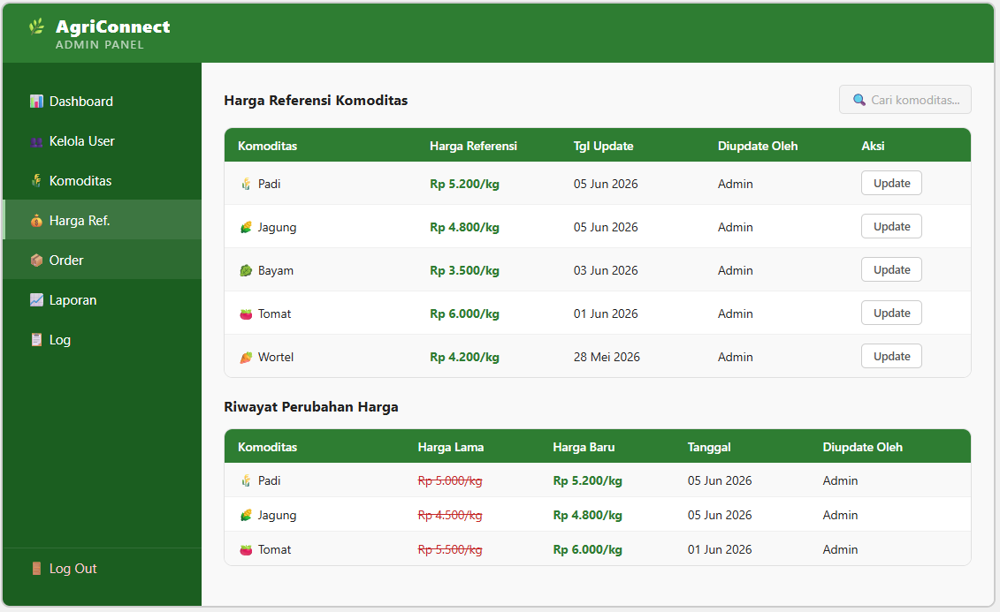 AgriConnect
ADMIN PANEL
Dashboard
Kelola User
Komoditas
Harga Ref.
Order
Laporan
Log
Log Out
Harga Referensi Komoditas
Cari komoditas...
Komoditas Harga Referensi Tgl Update Diupdate Oleh Aksi
Padi Rp 5.200/kg 05 Jun 2026 Admin Update
Jagung Rp 4.800/kg 05 Jun 2026 Admin Update
Bayam Rp 3.500/kg 03 Jun 2026 Admin Update
Tomat Rp 6.000/kg 01 Jun 2026 Admin Update
Wortel Rp 4.200/kg 28 Mei 2026 Admin Update
Riwayat Perubahan Harga
Komoditas Harga Lama Harga Baru Tanggal Diupdate Oleh
Padi Rp 5.000/kg Rp 5.200/kg 05 Jun 2026 Admin
Jagung Rp 4.500/kg Rp 4.800/kg 05 Jun 2026 Admin
Tomat Rp 5.500/kg Rp 6.000/kg 01 Jun 2026 Admin